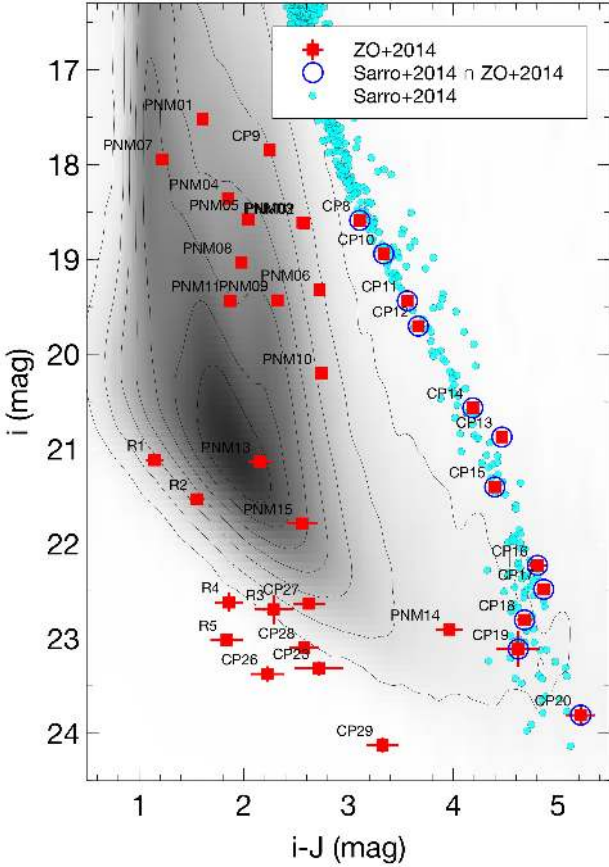 17
18
19
20
21
22
23
24
i (mag)
1
2
3
4
5
i-J (mag)
ZO+2014
Sarro+2014 ∩ ZO+2014
Sarro+2014
PNM01
PNM07
CP9
PNM04
PNM05
PNM02
CP8
CP10
PNM08
PNM11
PNM09
PNM06
CP11
CP12
PNM10
CP14
CP13
R1
PNM13
CP15
R2
PNM15
CP16
CP17
R4
R3
CP27
CP18
PNM14
R5
CP28
CP19
CP26
CP20
CP29